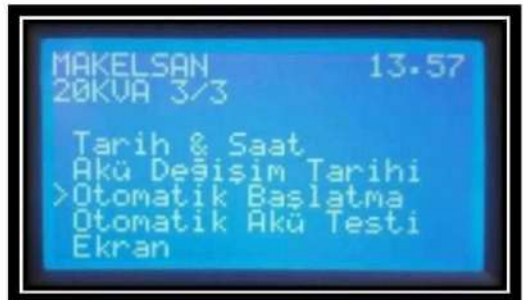 MAKELSAN 13.57
20KVA 3/3
Tarih & Saat
Akü Değişim Tarihi
>Otomatik Başlatma
Otomatik Akü Testi
Ekran